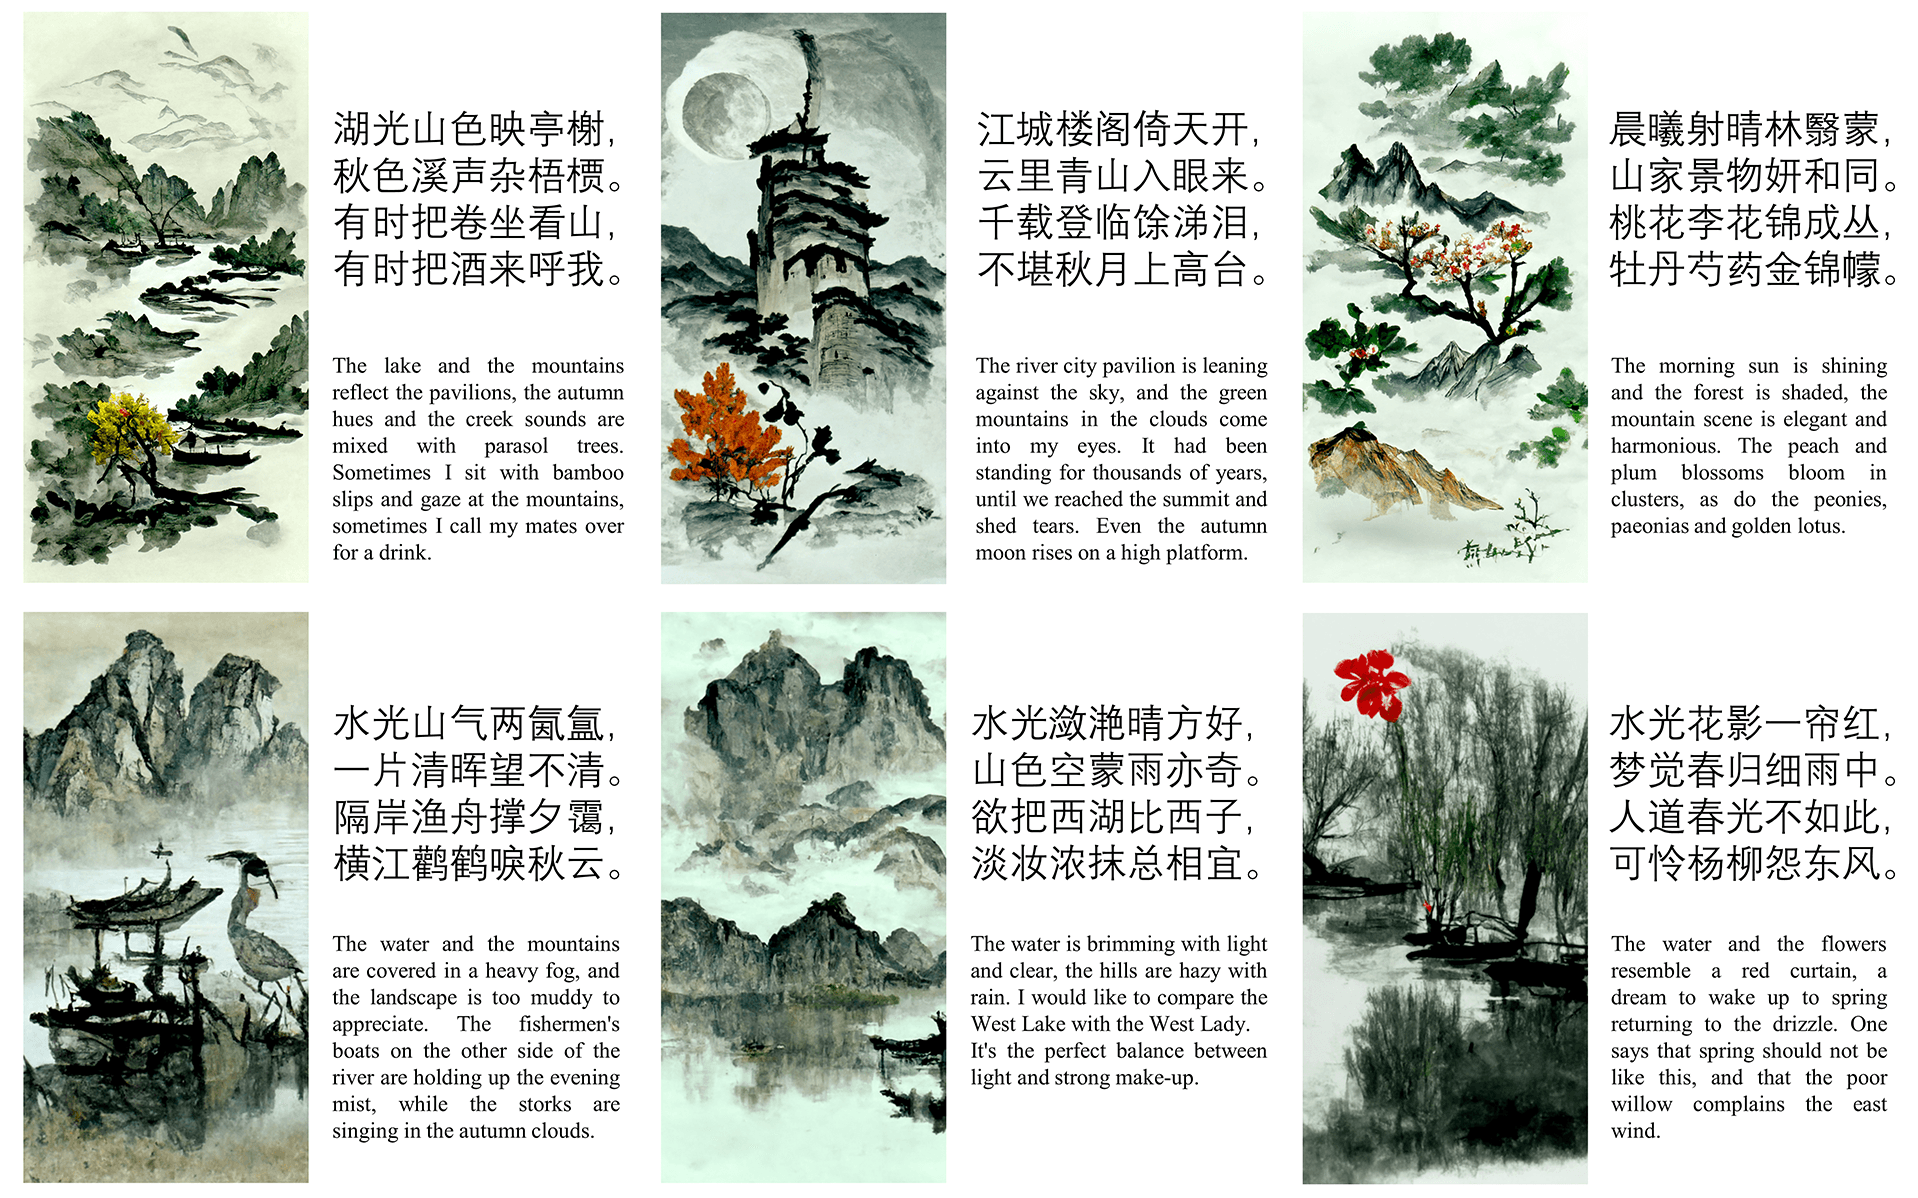 湖光山色映亭榭,
秋色溪声杂梧槚。
有时把卷坐看山,
有时把酒来呼我。
The lake and the mountains
reflect the pavilions, the autumn
hues and the creek sounds are
mixed with parasol trees.
Sometimes I sit with bamboo
slips and gaze at the mountains,
sometimes I call my mates over
for a drink.
江城楼阁倚天开,
云里青山入眼来。
千载登临馀涕泪,
不堪秋月上高台。
The river city pavilion is leaning
against the sky, and the green
mountains in the clouds come
into my eyes. It had been
standing for thousands of years,
until we reached the summit and
shed tears. Even the autumn
moon rises on a high platform.
晨曦射晴林翳蒙,
山家景物妍和同。
桃花李花锦成丛,
牡丹芍药金锦幪。
The morning sun is shining
and the forest is shaded, the
mountain scene is elegant and
harmonious. The peach and
plum blossoms bloom in
clusters, as do the peonies,
paeonias and golden lotus.
水光山气两氤氲,
一片清晖望不清。
隔岸渔舟撑夕霭,
横江鹳鹤唳秋云。
The water and the mountains
are covered in a heavy fog, and
the landscape is too muddy to
appreciate. The fishermen's
boats on the other side of the
river are holding up the evening
mist, while the storks are
singing in the autumn clouds.
水光潋滟晴方好,
山色空蒙雨亦奇。
欲把西湖比西子,
淡妆浓抹总相宜。
The water is brimming with light
and clear, the hills are hazy with
rain. I would like to compare the
West Lake with the West Lady.
It's the perfect balance between
light and strong make-up.
水光花影一帘红,
梦觉春归细雨中。
人道春光不如此,
可怜杨柳怨东风。
The water and the flowers
resemble a red curtain, a
dream to wake up to spring
returning to the drizzle. One
says that spring should not be
like this, and that the poor
willow complains the east
wind.